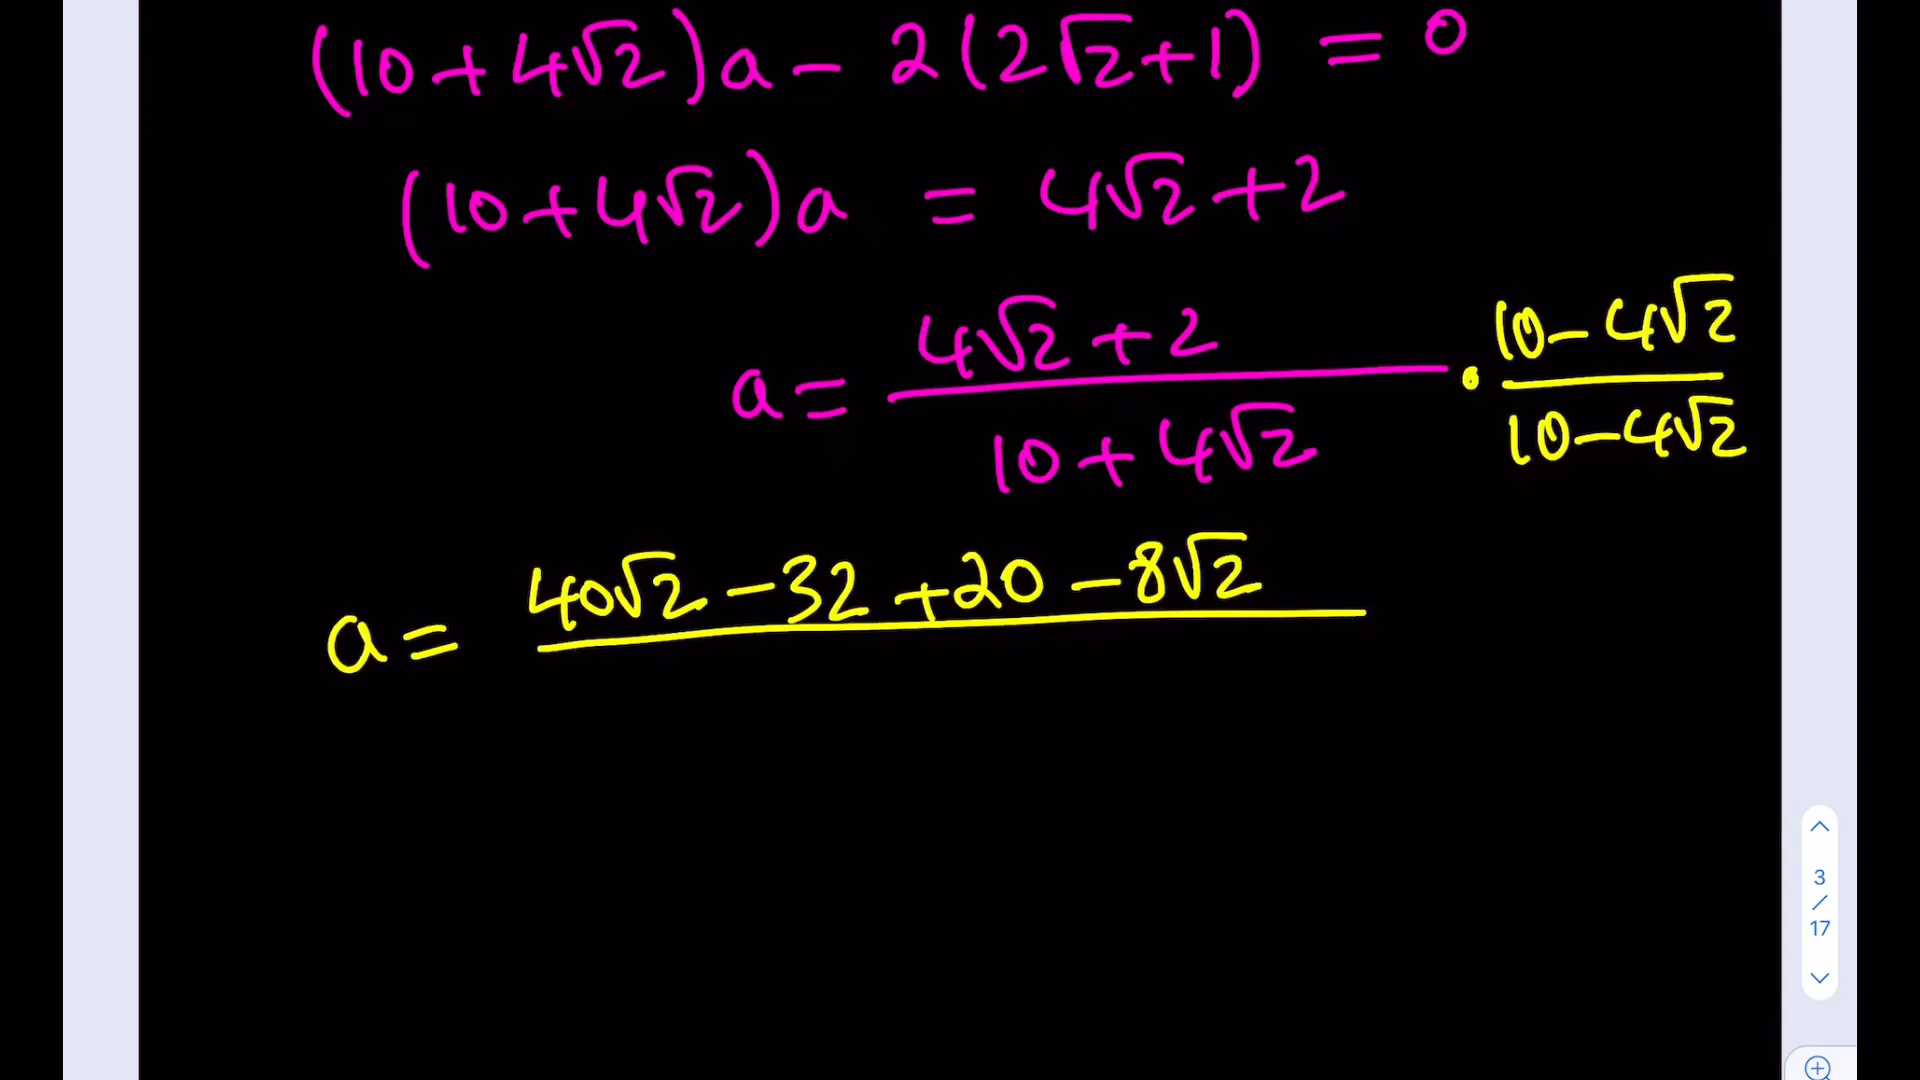 (10+4√2)a - 2(2√2+1) = 0
(10+4√2)a = 4√2+2
a = (4√2+2)/(10+4√2) · (10-4√2)/(10-4√2)
a = 40√2 -32 +20 -8√2
3
/
17